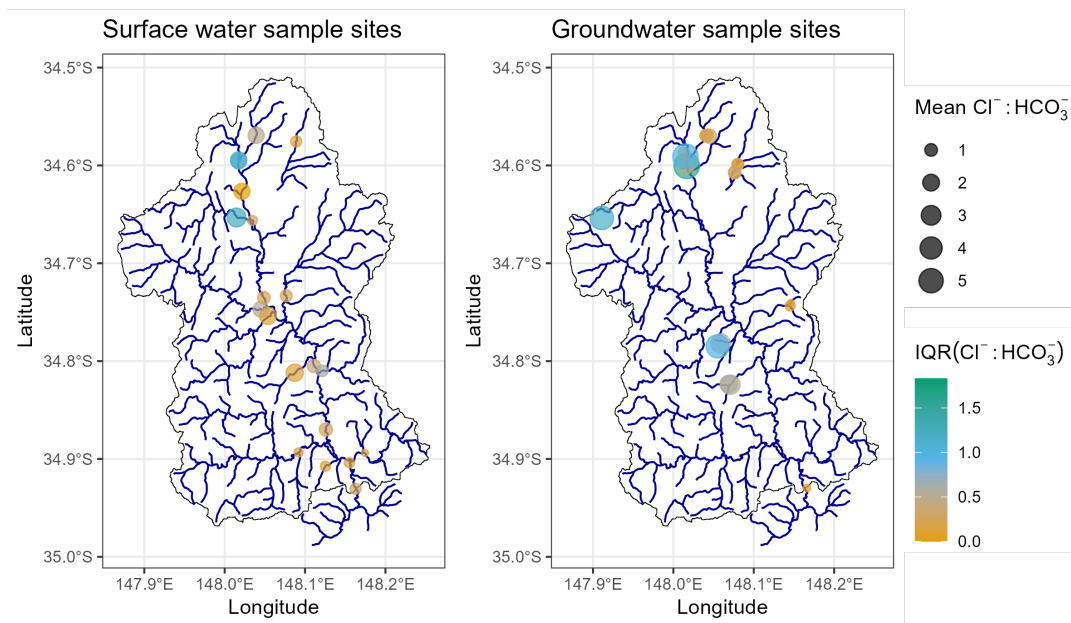 Surface water sample sites
Groundwater sample sites
34.5°S
34.6°S
34.7°S
34.8°S
34.9°S
35.0°S
Latitude
147.9°E 148.0°E 148.1°E 148.2°E
Longitude
34.5°S
34.6°S
34.7°S
34.8°S
34.9°S
35.0°S
Latitude
147.9°E 148.0°E 148.1°E 148.2°E
Longitude
Mean Cl⁻ : HCO₃⁻
1
2
3
4
5
IQR(Cl⁻ : HCO₃⁻)
1.5
1.0
0.5
0.0